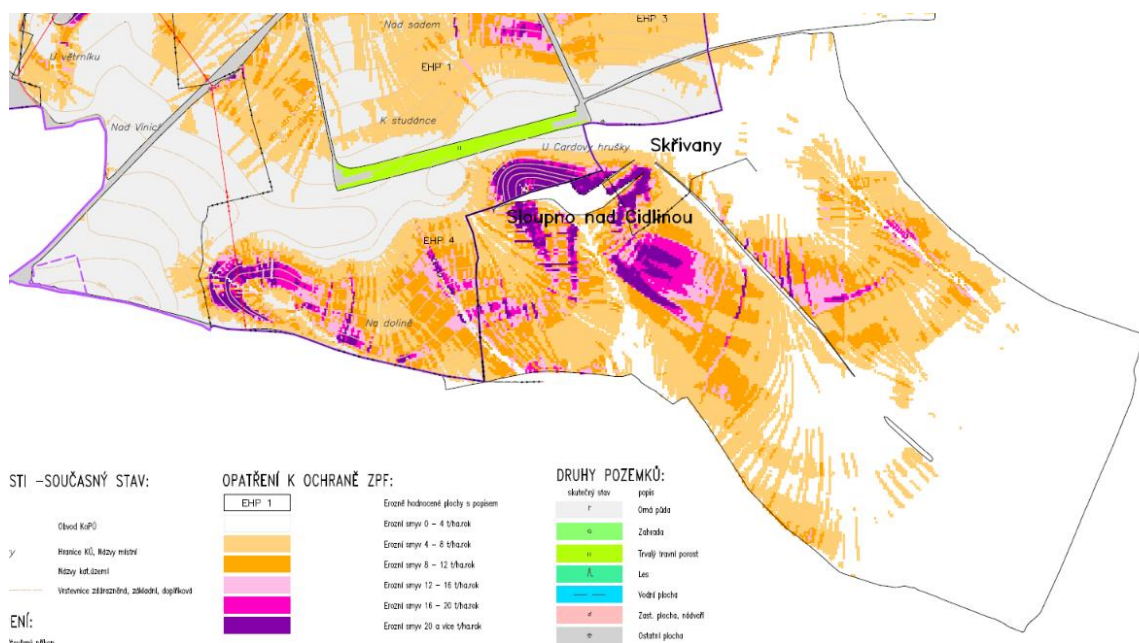 Nad sadem
EHP 3
U větrníku
EHP 1
K studánce
Nad Vinicí
U Cardovy hrušky
Skřivany
Sloupno nad Cidlinou
EHP 4
Na dolině
STI -SOUČASNÝ STAV:
Obvod KoPÚ
Hranice KÚ, Názvy místní
Názvy kat.území
Vrstevnice zdůrazněná, základní, doplňková
ENÍ:
OPATŘENÍ K OCHRANĚ ZPF:
EHP 1
Erozně hodnocené plochy s popisem
Erozní smyv 0 - 4 t/ha.rok
Erozní smyv 4 - 8 t/ha.rok
Erozní smyv 8 - 12 t/ha.rok
Erozní smyv 12 - 16 t/ha.rok
Erozní smyv 16 - 20 t/ha.rok
Erozní smyv 20 a více t/ha.rok
DRUHY POZEMKŮ:
skutečný stav
popis
Orná půda
Zahrada
Trvalý travní porost
Les
Vodní plocha
Zast. plocha, nádvoří
Ostatní plocha